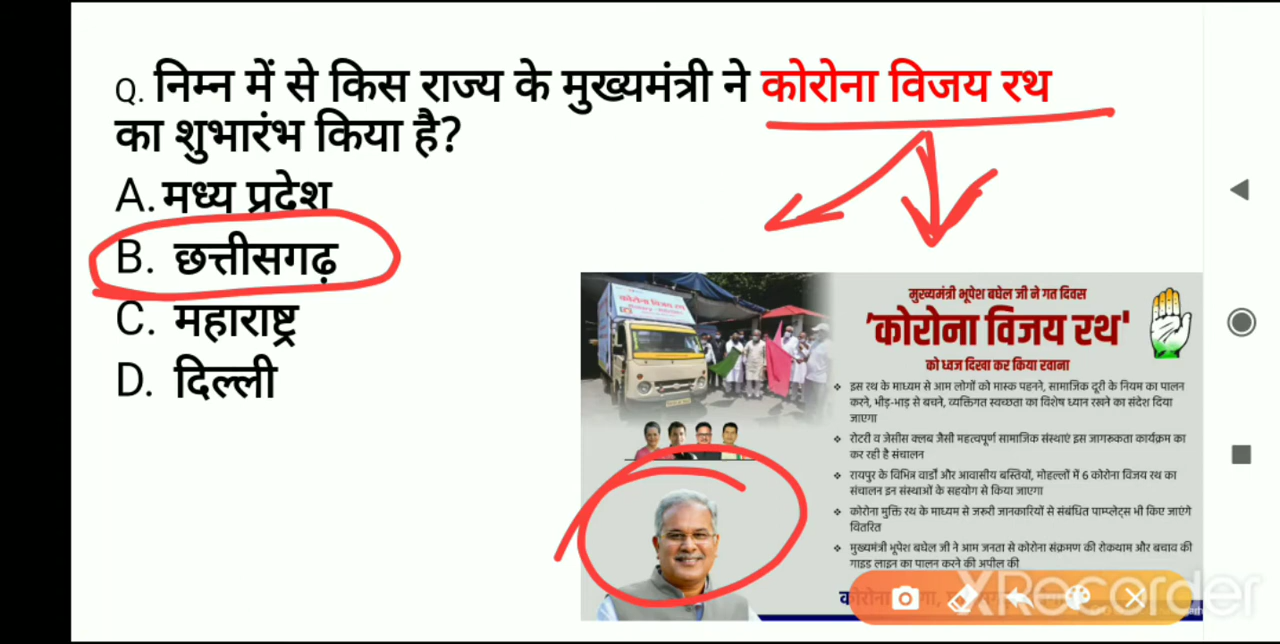 Q. निम्न में से किस राज्य के मुख्यमंत्री ने कोरोना विजय रथ
का शुभारंभ किया है?
A. मध्य प्रदेश
B. छत्तीसगढ़
C. महाराष्ट्र
D. दिल्ली
मुख्यमंत्री भूपेश बघेल जी ने गत दिवस
'कोरोना विजय रथ'
को ध्वज दिखा कर किया रवाना
कोरोना विजय रथ
❖ इस रथ के माध्यम से आम लोगों को मास्क पहनने, सामाजिक दूरी के नियम का पालन
करने, भीड़-भाड़ से बचने, व्यक्तिगत स्वच्छता का विशेष ध्यान रखने का संदेश दिया
जाएगा
❖ रोटरी व जेसीस क्लब जैसी महत्वपूर्ण सामाजिक संस्थाएं इस जागरूकता कार्यक्रम का
कर रही है संचालन
❖ रायपुर के विभिन्न वार्डों और आवासीय बस्तियों, मोहल्लों में 6 कोरोना विजय रथ का
संचालन इन संस्थाओं के सहयोग से किया जाएगा
❖ कोरोना मुक्ति रथ के माध्यम से जरूरी जानकारियों से संबंधित पाम्प्लेट्स भी किए जाएंगे
वितरित
❖ मुख्यमंत्री भूपेश बघेल जी ने आम जनता से कोरोना संक्रमण की रोकथाम और बचाव की
गाइड लाइन का पालन करने की अपील की
XRecorder